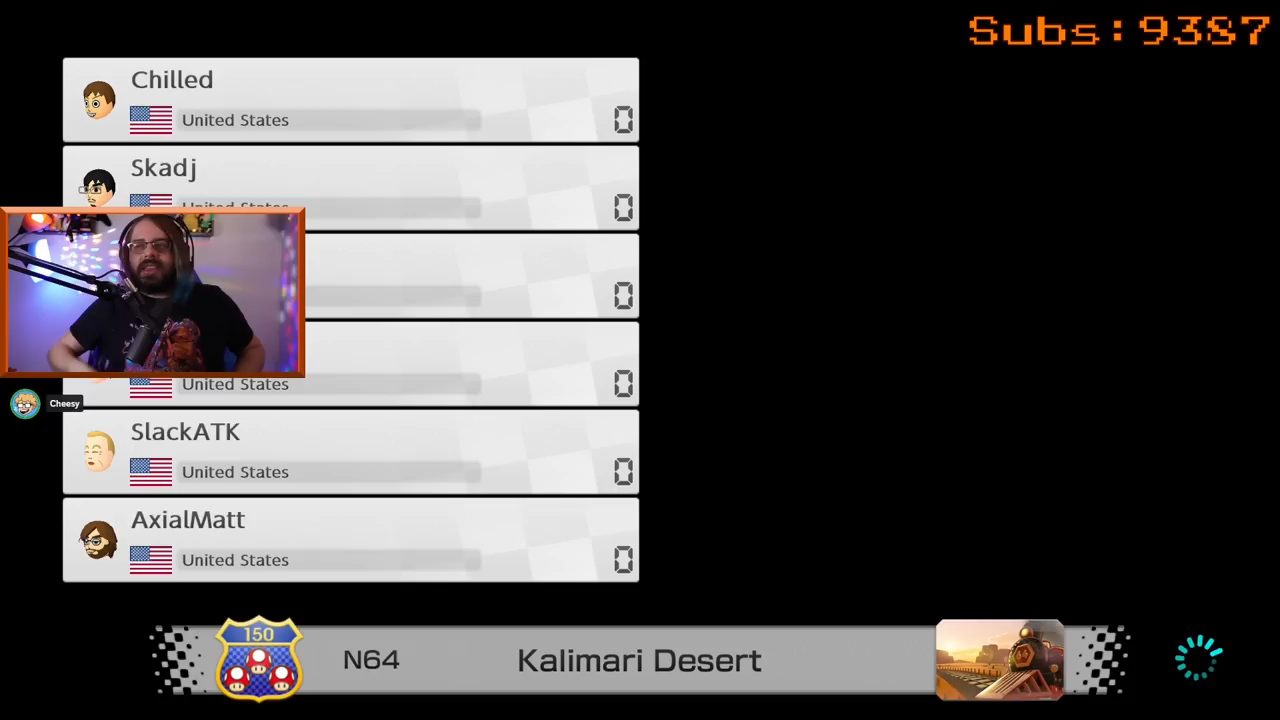 Subs:9387
Chilled
United States
0
Skadj
0
0
United States
0
Cheesy
SlackATK
United States
0
AxialMatt
United States
0
150
N64
Kalimari Desert